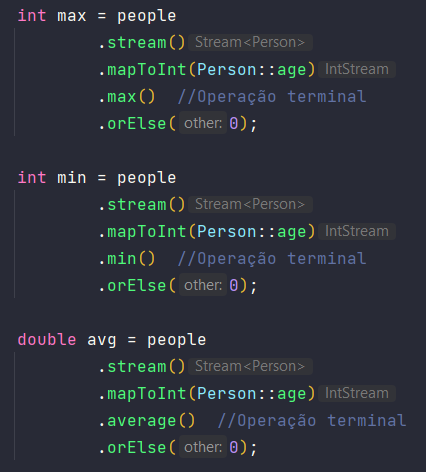 int max = people
.stream() Stream<Person>
.mapToInt(Person::age) IntStream
.max()  //Operação terminal
.orElse( other: 0);
int min = people
.stream() Stream<Person>
.mapToInt(Person::age) IntStream
.min()  //Operação terminal
.orElse( other: 0);
double avg = people
.stream() Stream<Person>
.mapToInt(Person::age) IntStream
.average()  //Operação terminal
.orElse( other: 0);